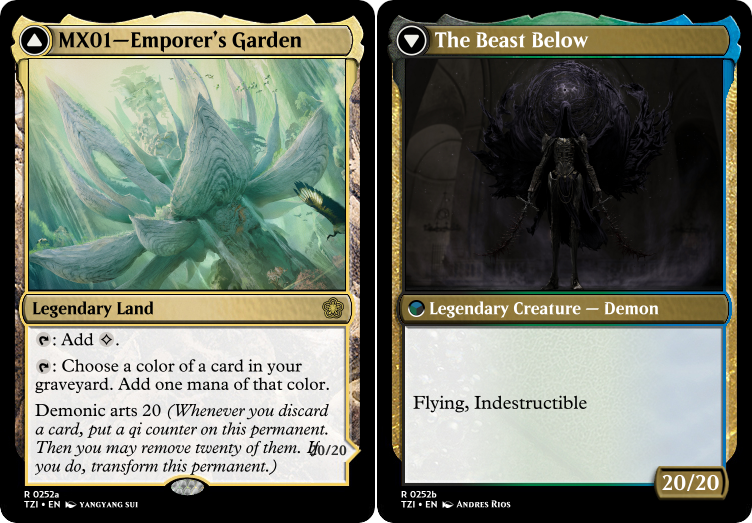 MX01—Emporer's Garden
Legendary Land
: Add .
: Choose a color of a card in your
graveyard. Add one mana of that color.
Demonic arts 20 (Whenever you discard
a card, put a qi counter on this permanent.
Then you may remove twenty of them. If
you do, transform this permanent.)
20/20
R 0252a
TZI • EN YANGYANG SUI
The Beast Below
Legendary Creature — Demon
Flying, Indestructible
20/20
R 0252b
TZI • EN ANDRES RIOS